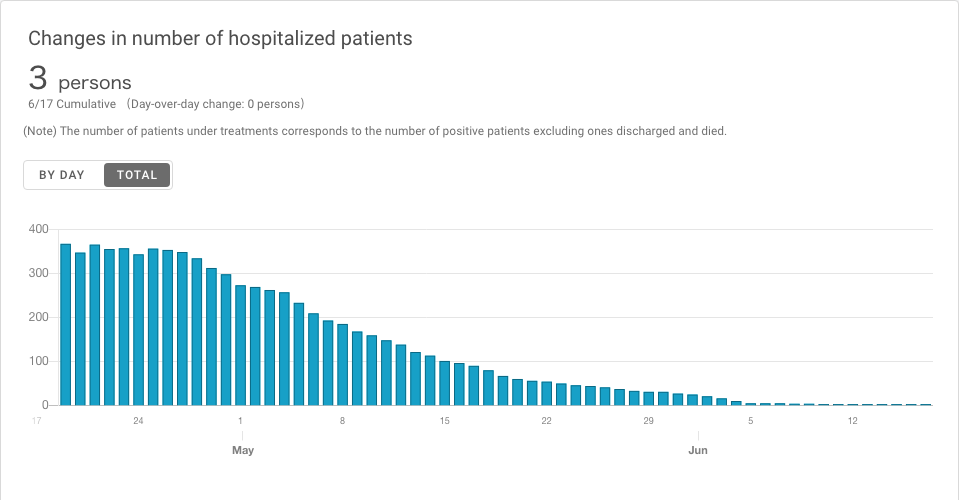 Changes in number of hospitalized patients
3 persons
6/17 Cumulative （Day-over-day change: 0 persons）
(Note) The number of patients under treatments corresponds to the number of positive patients excluding ones discharged and died.
BY DAY TOTAL
400
300
200
100
0
17 24 1 8 15 22 29 5 12
May Jun